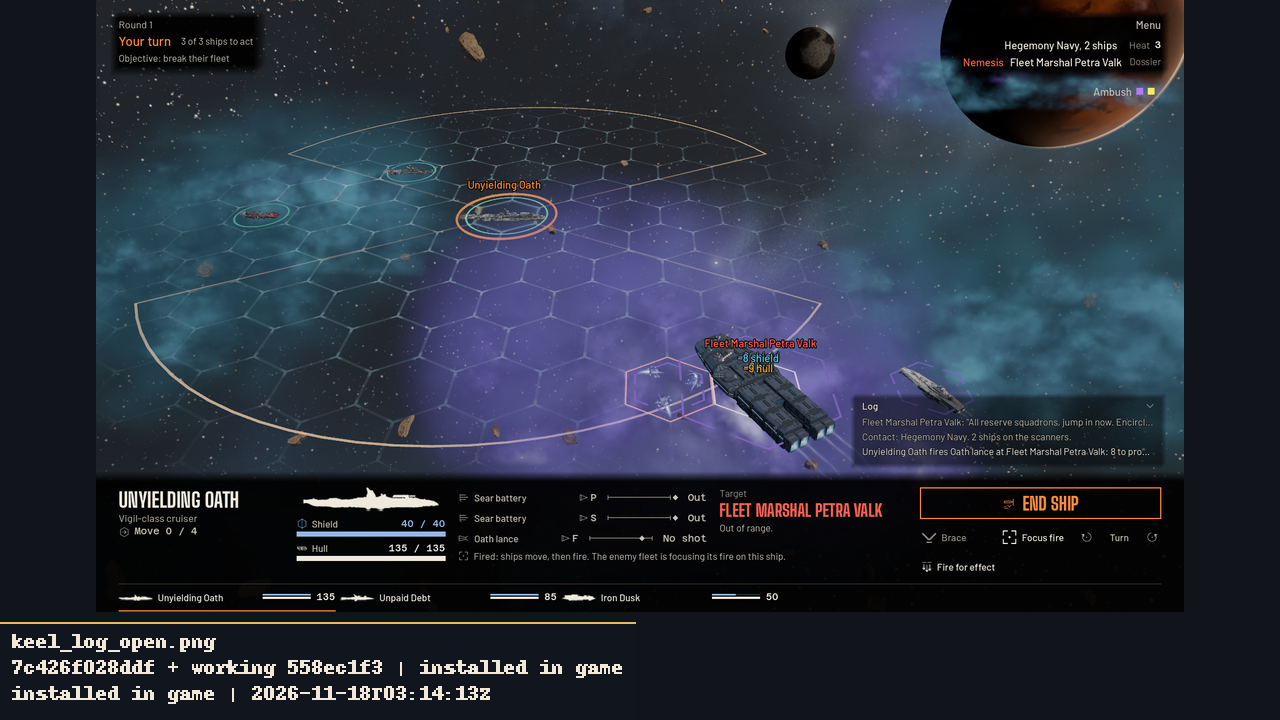 Round 1
Your turn 3 of 3 ships to act
Objective: break their fleet
Menu
Hegemony Navy, 2 ships Heat 3
Nemesis Fleet Marshal Petra Valk Dossier
Ambush
Unyielding Oath
Fleet Marshal Petra Valk
-8 shield
-9 hull
Log
Fleet Marshal Petra Valk: "All reserve squadrons, jump in now. Encircl...
Contact: Hegemony Navy. 2 ships on the scanners.
Unyielding Oath fires Oath lance at Fleet Marshal Petra Valk: 8 to pro...
UNYIELDING OATH
Vigil-class cruiser
Move 0 / 4
Shield 40 / 40
Hull 135 / 135
Sear battery P Out
Sear battery S Out
Oath lance F No shot
Fired: ships move, then fire. The enemy fleet is focusing its fire on this ship.
Target
FLEET MARSHAL PETRA VALK
Out of range.
END SHIP
Brace Focus fire Turn
Fire for effect
Unyielding Oath 135 Unpaid Debt 85 Iron Dusk 50
keel_log_open.png
7c426f028ddf + working 558ec1f3 | installed in game
installed in game | 2026-11-18T03:14:13Z